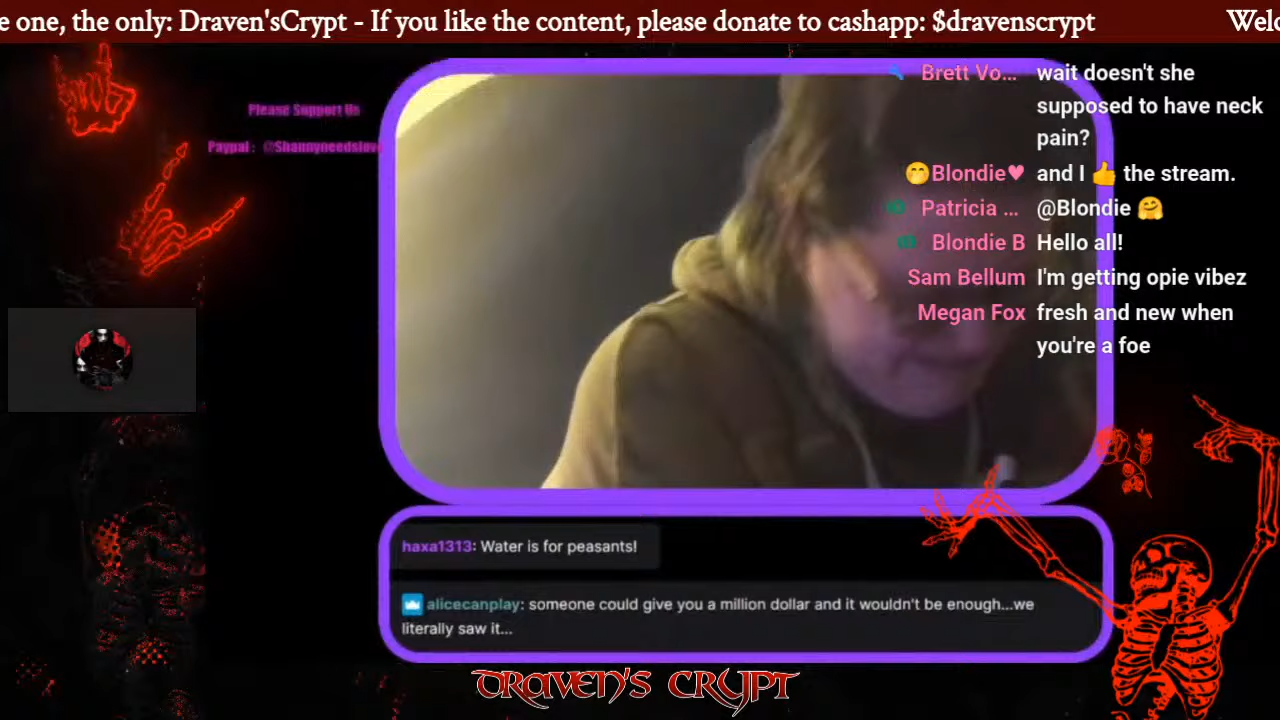 e one, the only: Draven'sCrypt - If you like the content, please donate to cashapp: $dravenscrypt Welc
Please Support Us
Paypal : @Shannyneedslove
Brett Vo... wait doesn't she
supposed to have neck
pain?
🤭Blondie♥ and I 👍 the stream.
Patricia ... @Blondie 🤗
Blondie B Hello all!
Sam Bellum I'm getting opie vibez
Megan Fox fresh and new when
you're a foe
haxa1313: Water is for peasants!
alicecanplay: someone could give you a million dollar and it wouldn't be enough...we
literally saw it...
DRAVEN'S CRYPT